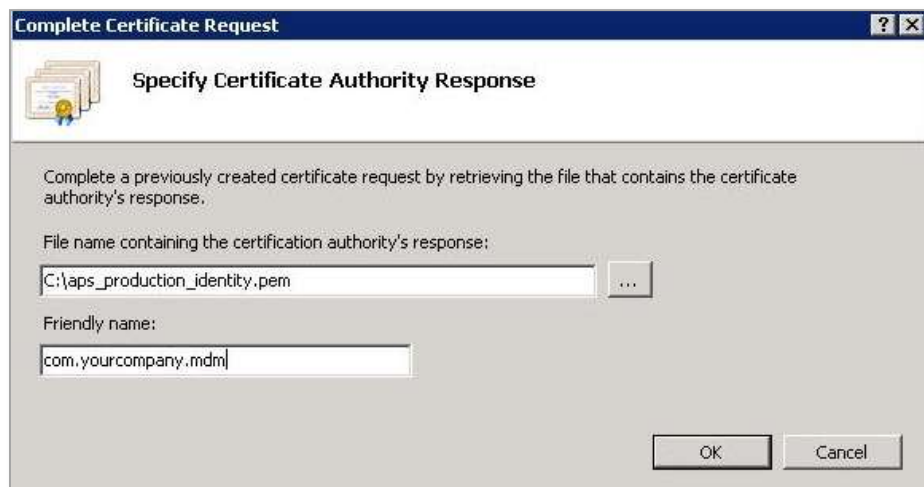 Complete Certificate Request
?
X
Specify Certificate Authority Response
Complete a previously created certificate request by retrieving the file that contains the certificate
authority's response.
File name containing the certification authority's response:
C:\aps_production_identity.pem
...
Friendly name:
com.yourcompany.mdm
OK
Cancel